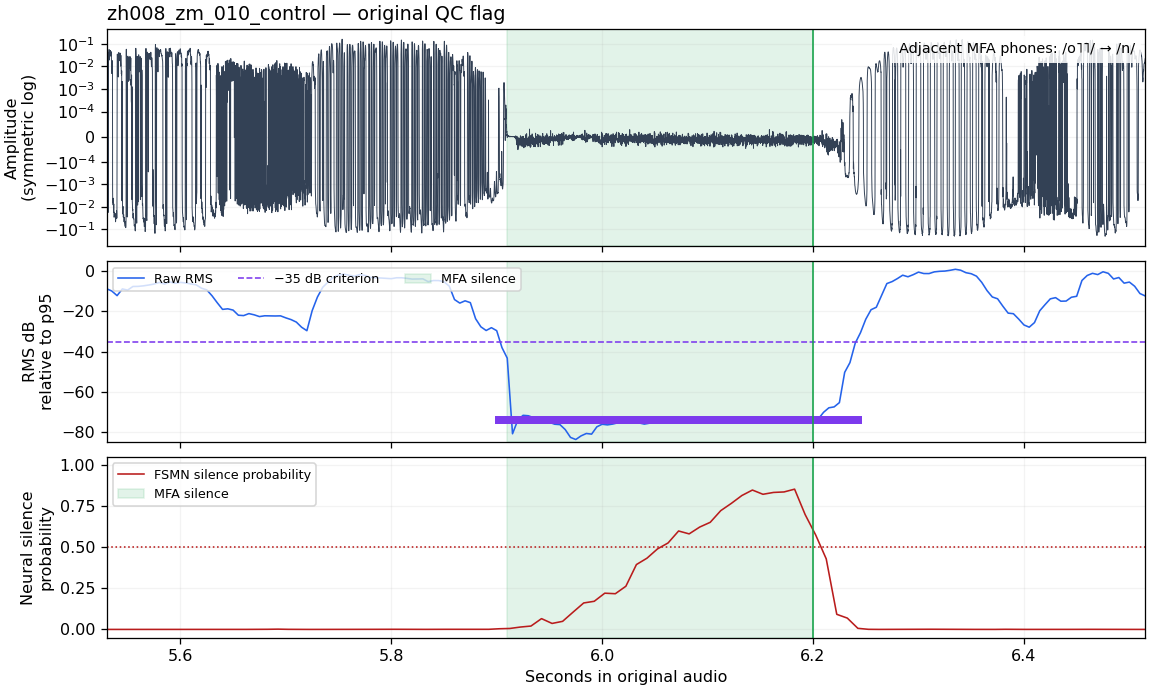 zh008_zm_010_control — original QC flag
Amplitude
(symmetric log)
10⁻¹
10⁻²
10⁻³
10⁻⁴
0
−10⁻⁴
−10⁻³
−10⁻²
−10⁻¹
Adjacent MFA phones: /o˥˥/ → /n/
RMS dB
relative to p95
0
−20
−40
−60
−80
Raw RMS
−35 dB criterion
MFA silence
Neural silence
probability
1.00
0.75
0.50
0.25
0.00
FSMN silence probability
MFA silence
5.6
5.8
6.0
6.2
6.4
Seconds in original audio